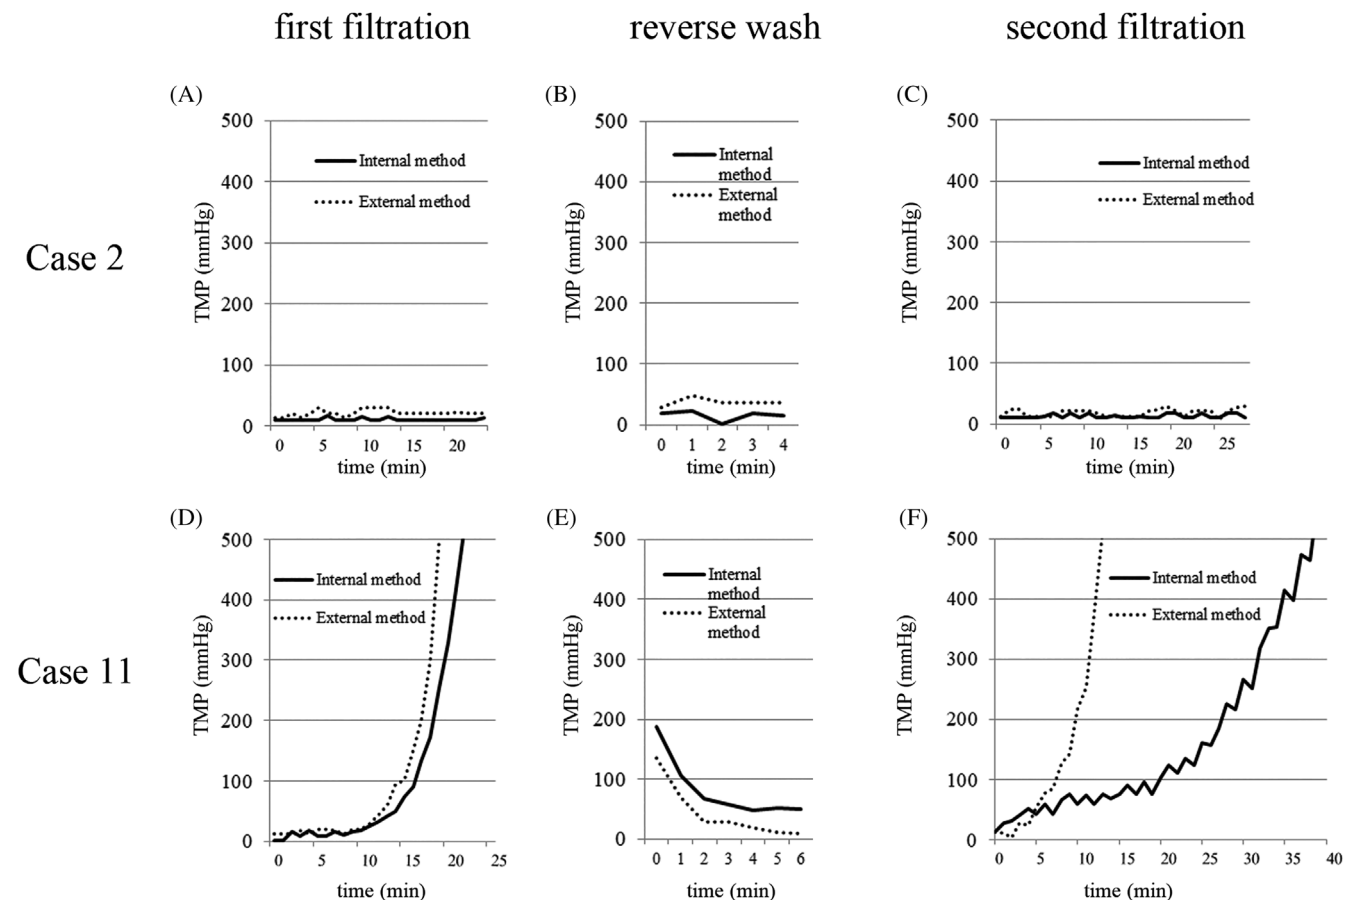 first filtration
reverse wash
second filtration
Case 2
(A)
500
400
300
200
100
0
TMP (mmHg)
Internal method
External method
0 5 10 15 20
time (min)
(B)
500
400
300
200
100
0
TMP (mmHg)
Internal
method
External
method
0 1 2 3 4
time (min)
(C)
500
400
300
200
100
0
TMP (mmHg)
Internal method
External method
0 5 10 15 20 25
time (min)
Case 11
(D)
500
400
300
200
100
0
TMP (mmHg)
Internal method
External method
0 5 10 15 20 25
time (min)
(E)
500
400
300
200
100
0
TMP (mmHg)
Internal
method
External
method
0 1 2 3 4 5 6
time (min)
(F)
500
400
300
200
100
0
TMP (mmHg)
Internal method
External method
0 5 10 15 20 25 30 35 40
time (min)